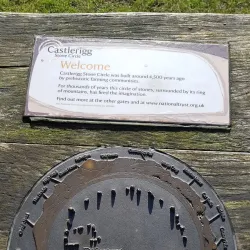 Castlerigg
Stone Circle
Welcome
Castlerigg Stone Circle was built around 4,500 years ago
by prehistoric farming communities.
For thousands of years this circle of stones, surrounded by its ring
of mountains, has fired the imagination.
Find out more at the other gates and at www.nationaltrust.org.uk